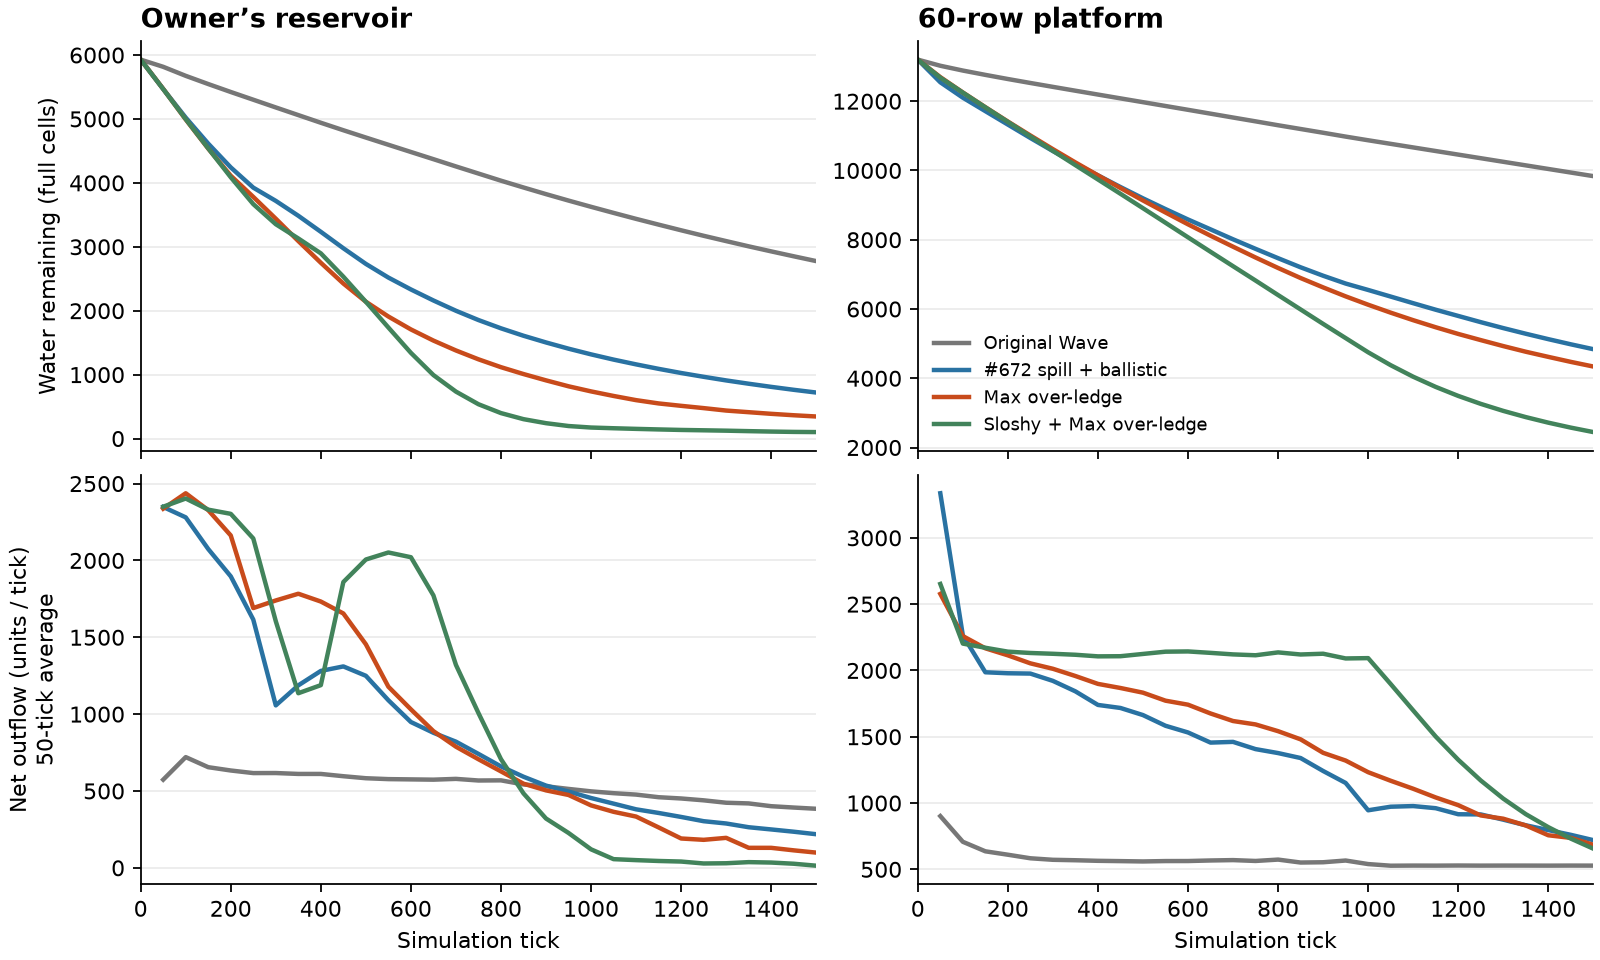 Owner’s reservoir
Water remaining (full cells)
6000
5000
4000
3000
2000
1000
0
60-row platform
12000
10000
8000
6000
4000
2000
Original Wave
#672 spill + ballistic
Max over-ledge
Sloshy + Max over-ledge
Net outflow (units / tick)
50-tick average
2500
2000
1500
1000
500
0
0 200 400 600 800 1000 1200 1400
Simulation tick
3000
2500
2000
1500
1000
500
0 200 400 600 800 1000 1200 1400
Simulation tick